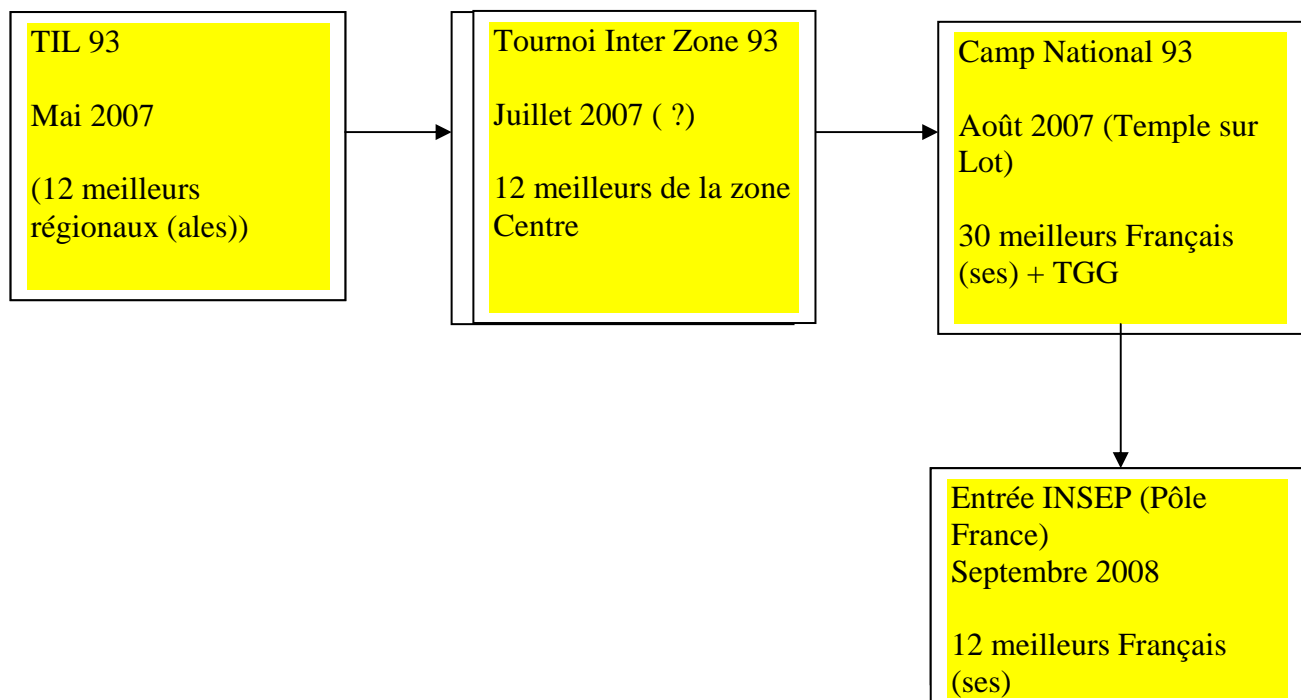 TIL 93
Mai 2007
(12 meilleurs
régionaux (ales))
Tournoi Inter Zone 93
Juillet 2007 ( ?)
12 meilleurs de la zone
Centre
Camp National 93
Août 2007 (Temple sur
Lot)
30 meilleurs Français
(ses) + TGG
Entrée INSEP (Pôle
France)
Septembre 2008
12 meilleurs Français
(ses)